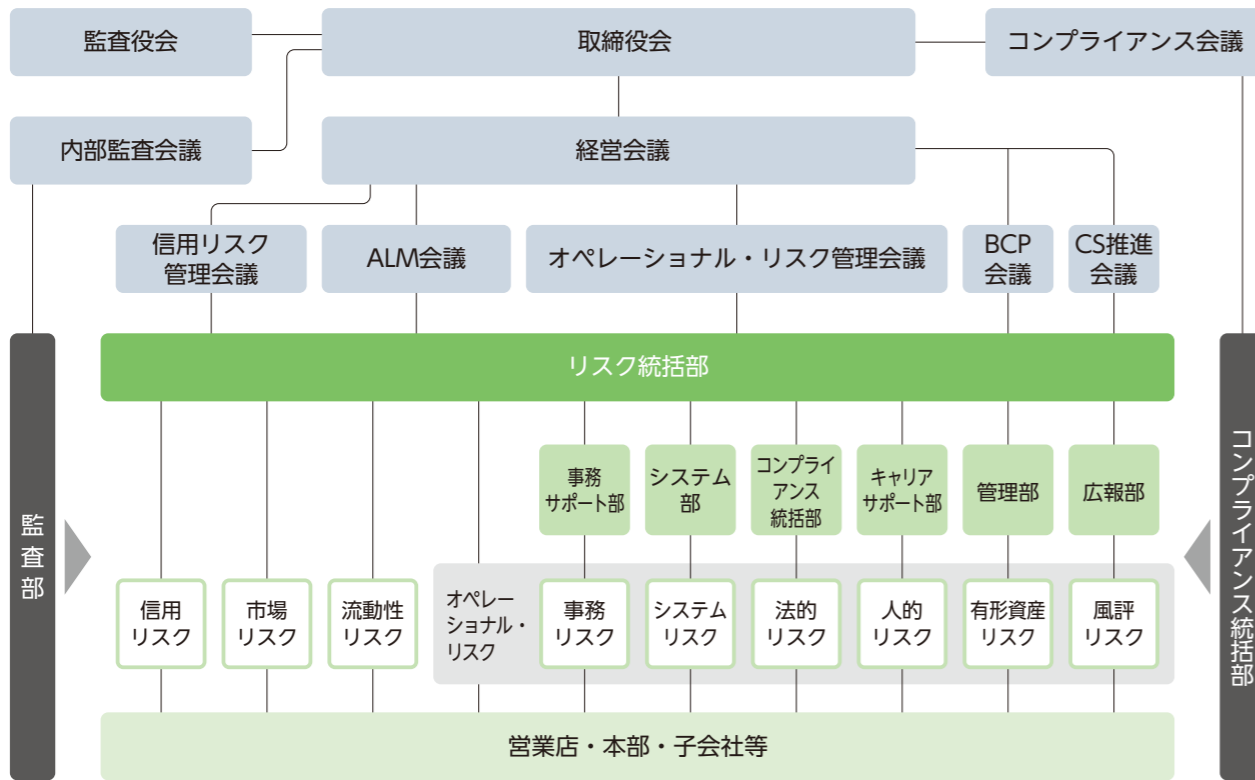 監査役会
取締役会
コンプライアンス会議
内部監査会議
経営会議
信用リスク
管理会議
ALM会議
オペレーショナル・リスク管理会議
BCP
会議
CS推進
会議
リスク統括部
監査部
コンプライアンス統括部
事務
サポート部
システム
部
コンプライ
アンス
統括部
キャリア
サポート部
管理部
広報部
信用
リスク
市場
リスク
流動性
リスク
オペレー
ショナル・
リスク
事務
リスク
システム
リスク
法的
リスク
人的
リスク
有形資産
リスク
風評
リスク
営業店・本部・子会社等